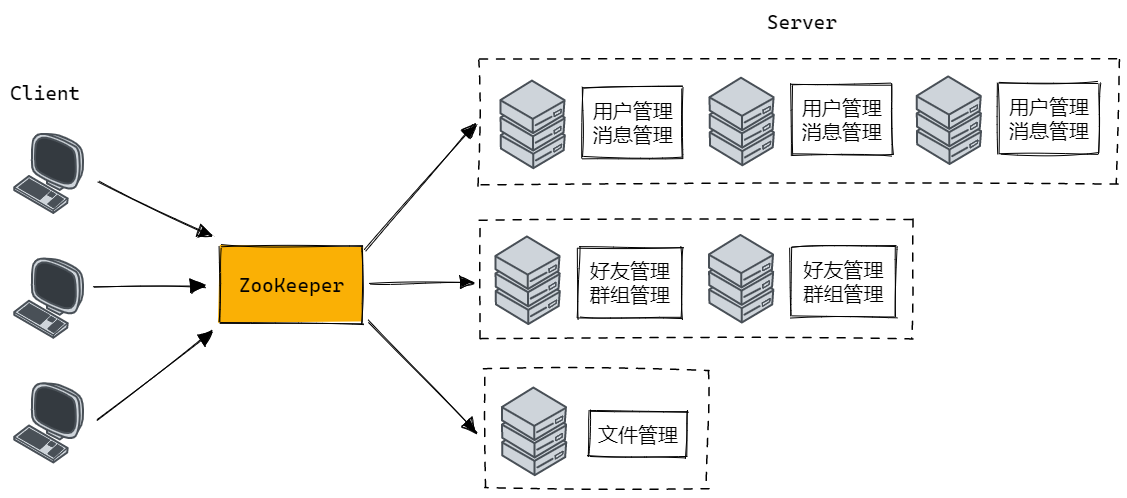 Server
Client
用户管理
消息管理
用户管理
消息管理
用户管理
消息管理
ZooKeeper
好友管理
群组管理
好友管理
群组管理
文件管理